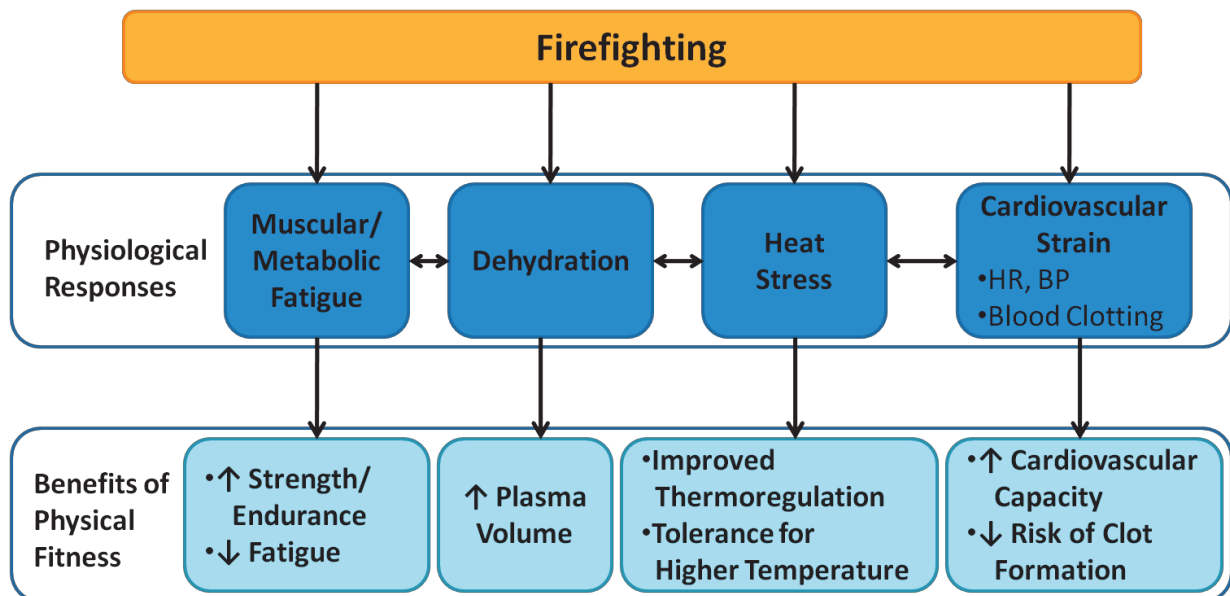 Firefighting
Physiological
Responses
Muscular/
Metabolic
Fatigue
Dehydration
Heat
Stress
Cardiovascular
Strain
•HR, BP
•Blood Clotting
Benefits of
Physical
Fitness
•↑ Strength/
Endurance
•↓ Fatigue
↑ Plasma
Volume
•Improved
Thermoregulation
•Tolerance for
Higher Temperature
•↑ Cardiovascular
Capacity
•↓ Risk of Clot
Formation